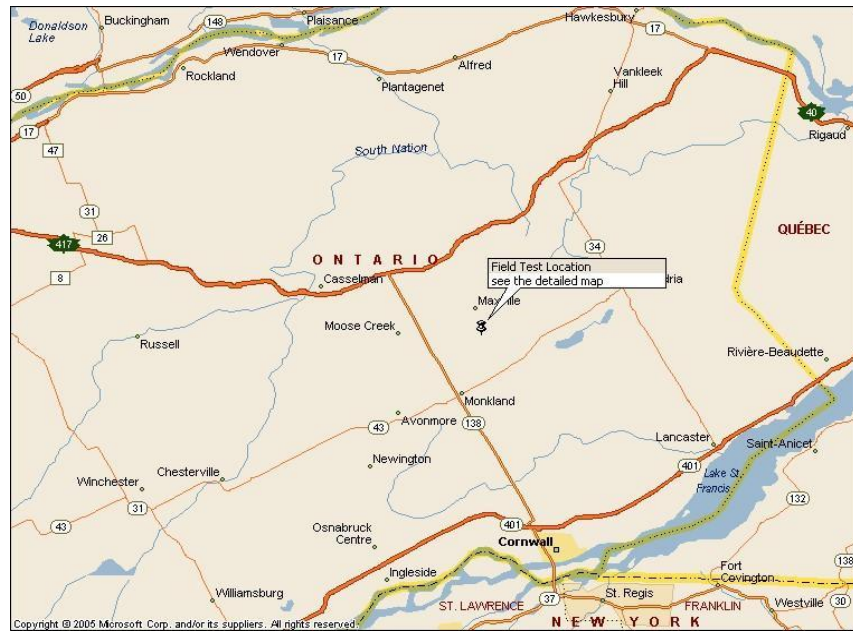 Donaldson
Lake
Buckingham
148
Plaisance
Hawkesbury
17
Wendover
17
Rockland
Alfred
Plantagenet
Vankleek
Hill
50
40
Rigaud
17
47
South Nation
31
26
417
8
34
QUÉBEC
ONTARIO
Field Test Location
see the detailed map
Casselman
Moose Creek
Russell
Rivière-Beaudette
Monkland
43
Avonmore
138
Lancaster
Saint-Anicet
Newington
401
Lake St.
Francis
Chesterville
Winchester
132
31
43
401
Osnabruck
Centre
Cornwall
138
Ingleside
Fort
Covington
Williamsburg
37
St. Regis
ST. LAWRENCE
FRANKLIN
Westville
30
NEW YORK
Copyright © 2005 Microsoft Corp. and/or its suppliers. All rights reserved.